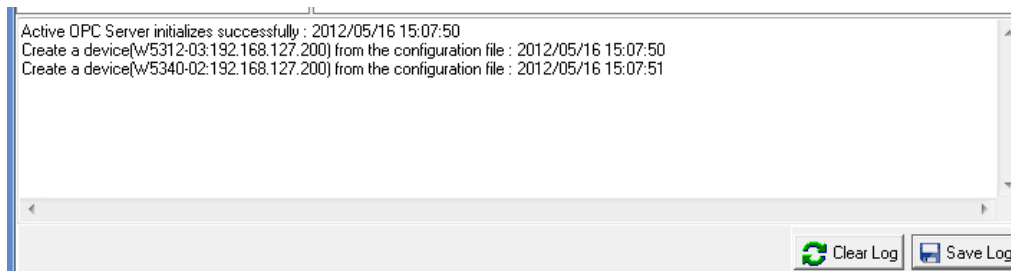 Active OPC Server initializes successfully : 2012/05/16 15:07:50
Create a device(W5312-03:192.168.127.200) from the configuration file : 2012/05/16 15:07:50
Create a device(W5340-02:192.168.127.200) from the configuration file : 2012/05/16 15:07:51
Clear Log Save Log